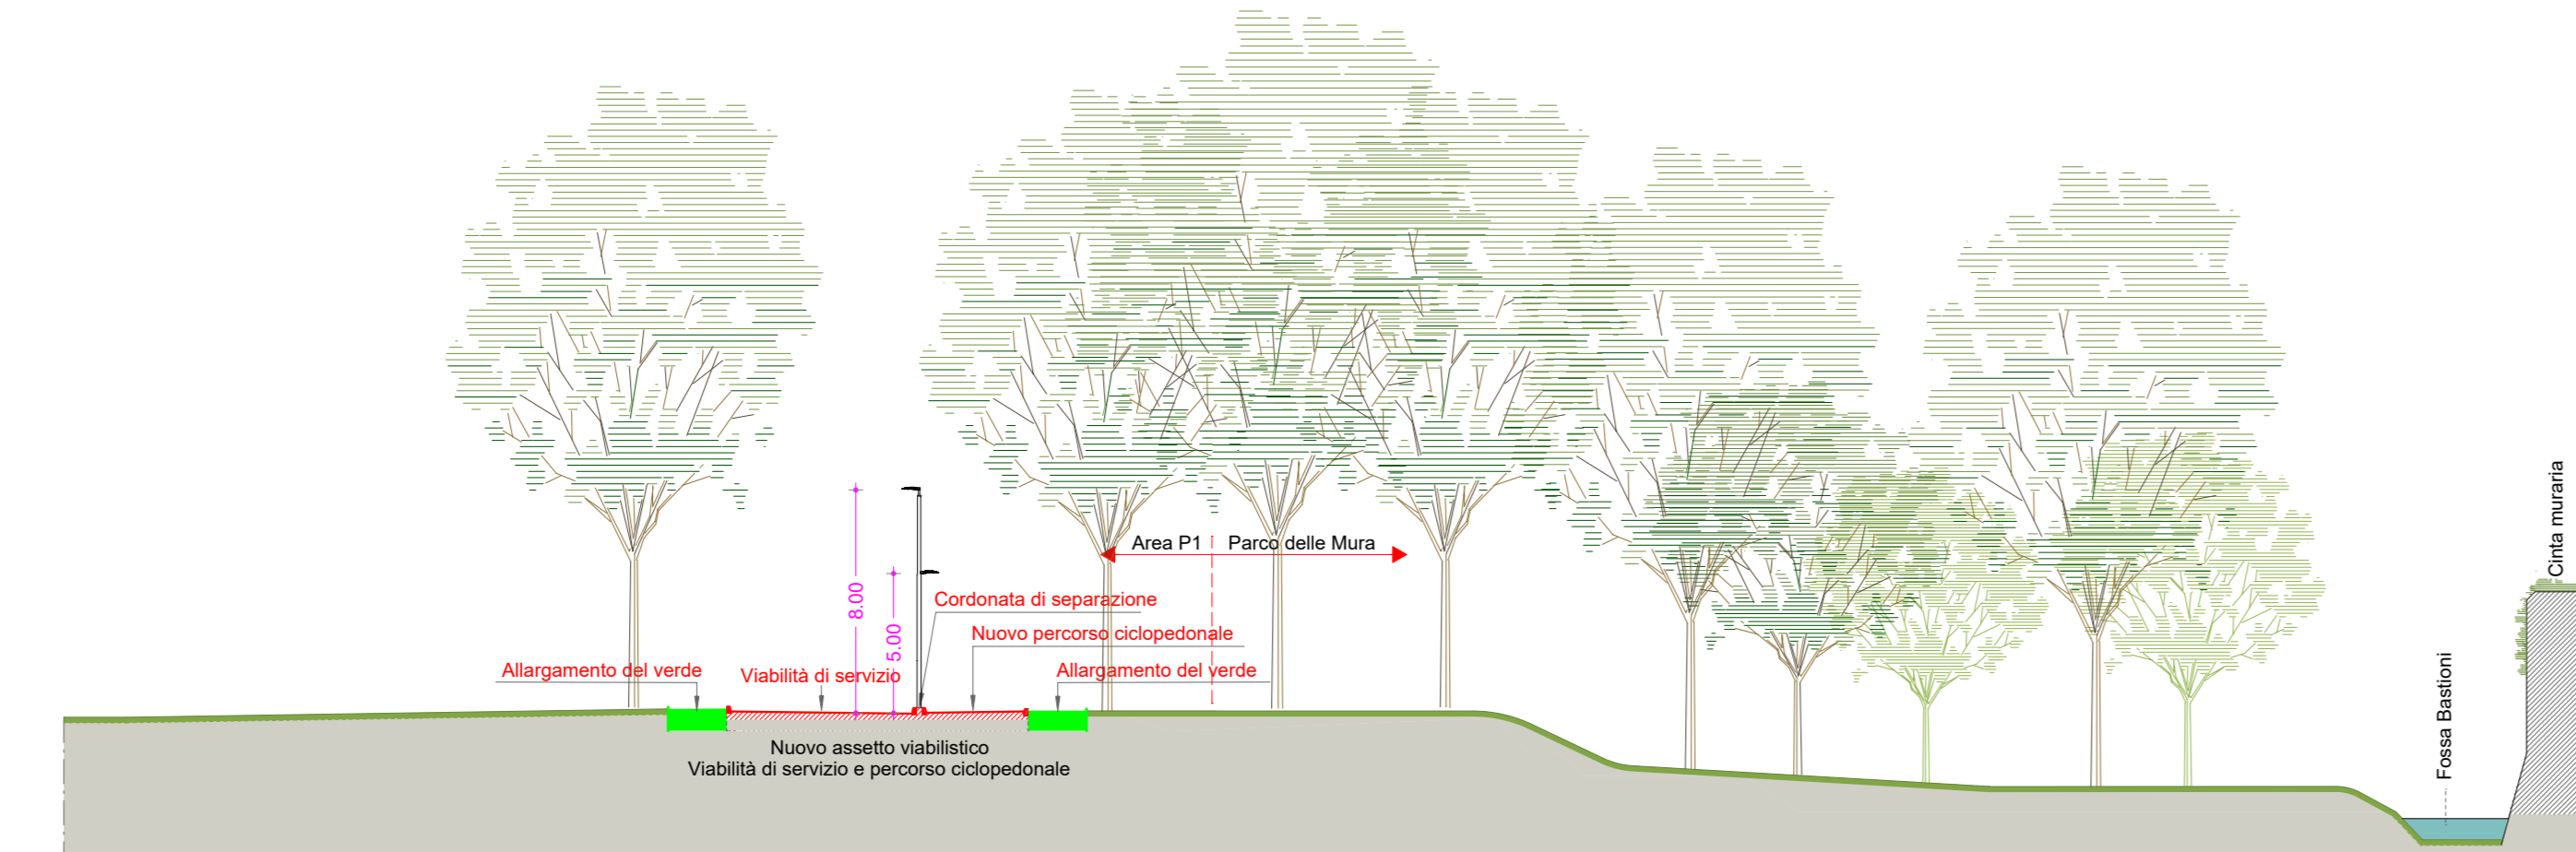 Cinta muraria
Area P1
Parco delle Mura
8.00
5.00
Cordonata di separazione
Nuovo percorso ciclopedonale
Allargamento del verde
Viabilità di servizio
Allargamento del verde
Fossa Bastioni
Nuovo assetto viabilistico
Viabilità di servizio e percorso ciclopedonale